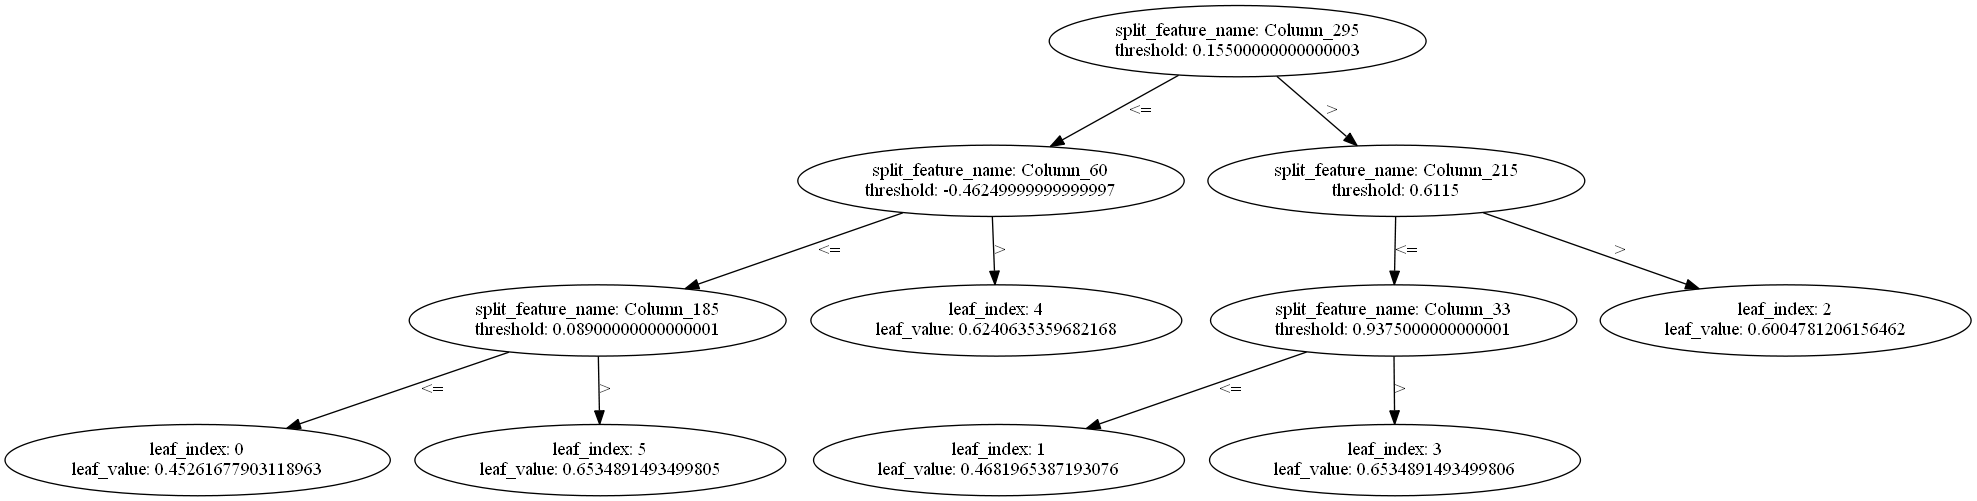 split_feature_name: Column_295
threshold: 0.15500000000000003
<=
>
split_feature_name: Column_60
threshold: -0.46249999999999997
split_feature_name: Column_215
threshold: 0.6115
<=
>
<=
>
split_feature_name: Column_185
threshold: 0.08900000000000001
leaf_index: 4
leaf_value: 0.6240635359682168
split_feature_name: Column_33
threshold: 0.9375000000000001
leaf_index: 2
leaf_value: 0.6004781206156462
<=
>
<=
>
leaf_index: 0
leaf_value: 0.45261677903118963
leaf_index: 5
leaf_value: 0.6534891493499805
leaf_index: 1
leaf_value: 0.4681965387193076
leaf_index: 3
leaf_value: 0.6534891493499806